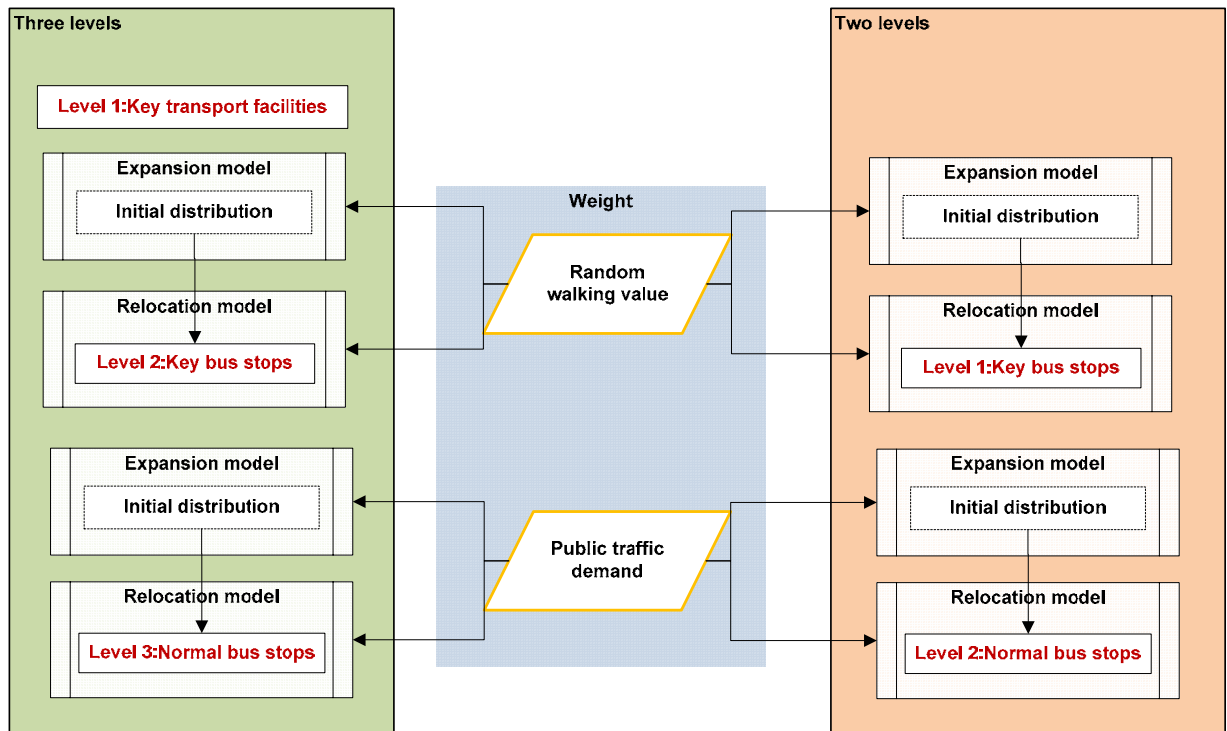 Three levels
Level 1:Key transport facilities
Expansion model
Initial distribution
Relocation model
Level 2:Key bus stops
Expansion model
Initial distribution
Relocation model
Level 3:Normal bus stops
Weight
Random
walking value
Public traffic
demand
Two levels
Expansion model
Initial distribution
Relocation model
Level 1:Key bus stops
Expansion model
Initial distribution
Relocation model
Level 2:Normal bus stops